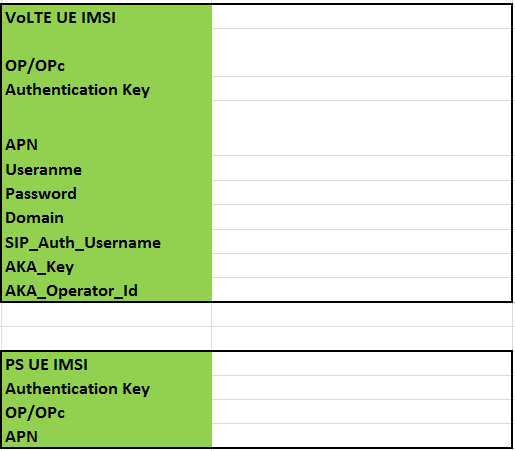 VoLTE UE IMSI
OP/OPc
Authentication Key
APN
Useranme
Password
Domain
SIP_Auth_Username
AKA_Key
AKA_Operator_Id
PS UE IMSI
Authentication Key
OP/OPc
APN